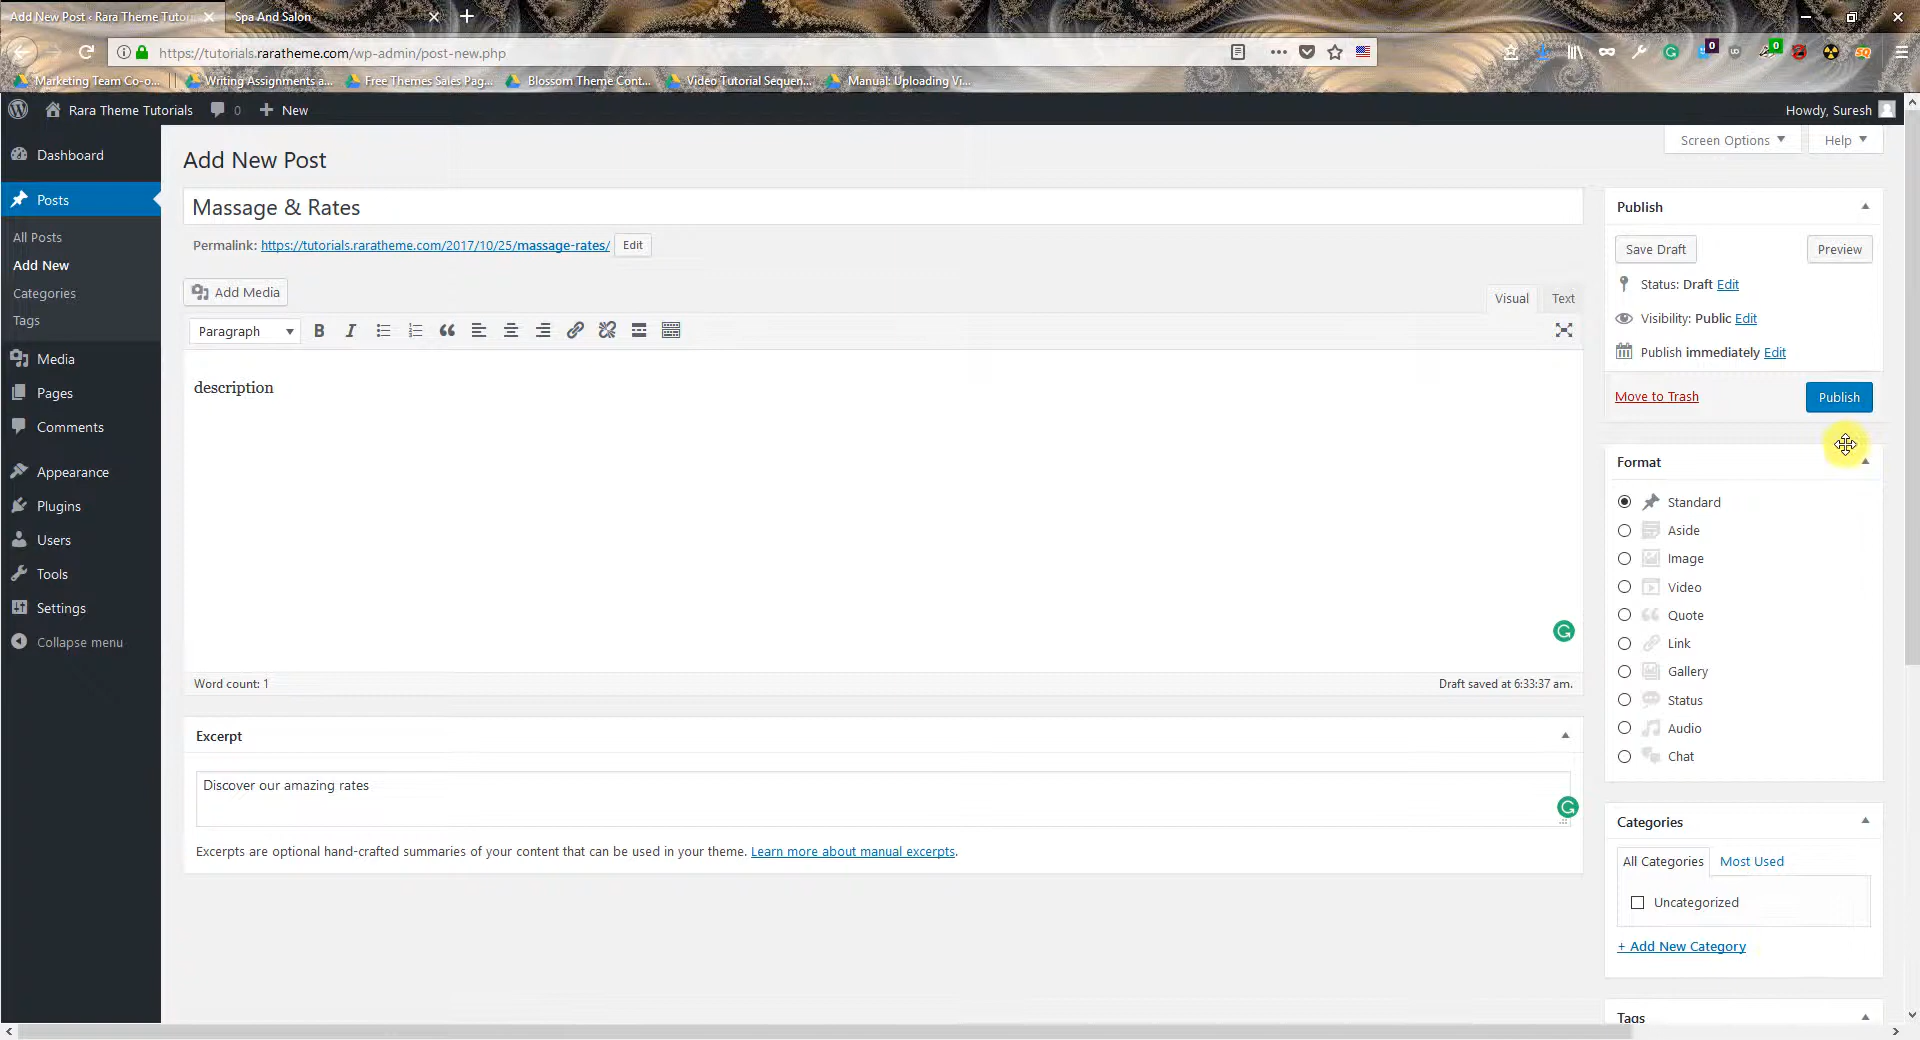 Add New Post ‹ Rara Theme Tutori
Spa And Salon
https://tutorials.raratheme.com/wp-admin/post-new.php
0
0
Marketing Team Co-o...
Writing Assignments a...
Free Themes Sales Pag...
Blossom Theme Cont...
Video Tutorial Sequen...
Manual: Uploading Vi...
Rara Theme Tutorials
0
New
Howdy, Suresh
Dashboard
Posts
All Posts
Add New
Categories
Tags
Media
Pages
Comments
Appearance
Plugins
Users
Tools
Settings
Collapse menu
Screen Options
Help
Add New Post
Massage & Rates
Permalink: https://tutorials.raratheme.com/2017/10/25/massage-rates/ Edit
Add Media
Visual Text
Paragraph
description
Word count: 1
Draft saved at 6:33:37 am.
Excerpt
Discover our amazing rates
Excerpts are optional hand-crafted summaries of your content that can be used in your theme. Learn more about manual excerpts.
Publish
Save Draft
Preview
Status: Draft Edit
Visibility: Public Edit
Publish immediately Edit
Move to Trash
Publish
Format
Standard
Aside
Image
Video
Quote
Link
Gallery
Status
Audio
Chat
Categories
All Categories
Most Used
Uncategorized
+ Add New Category
Tags